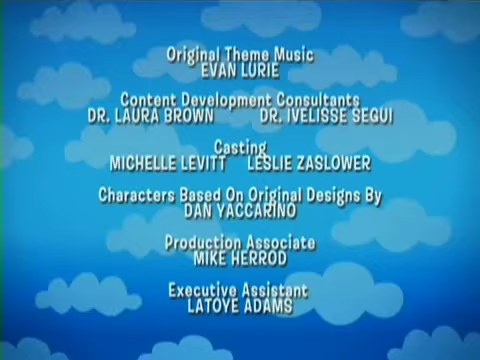 Original Theme Music
EVAN LURIE
Content Development Consultants
DR. LAURA BROWN DR. IVELISSE SEGUI
Casting
MICHELLE LEVITT LESLIE ZASLOWER
Characters Based On Original Designs By
DAN YACCARINO
Production Associate
MIKE HERROD
Executive Assistant
LATOYE ADAMS